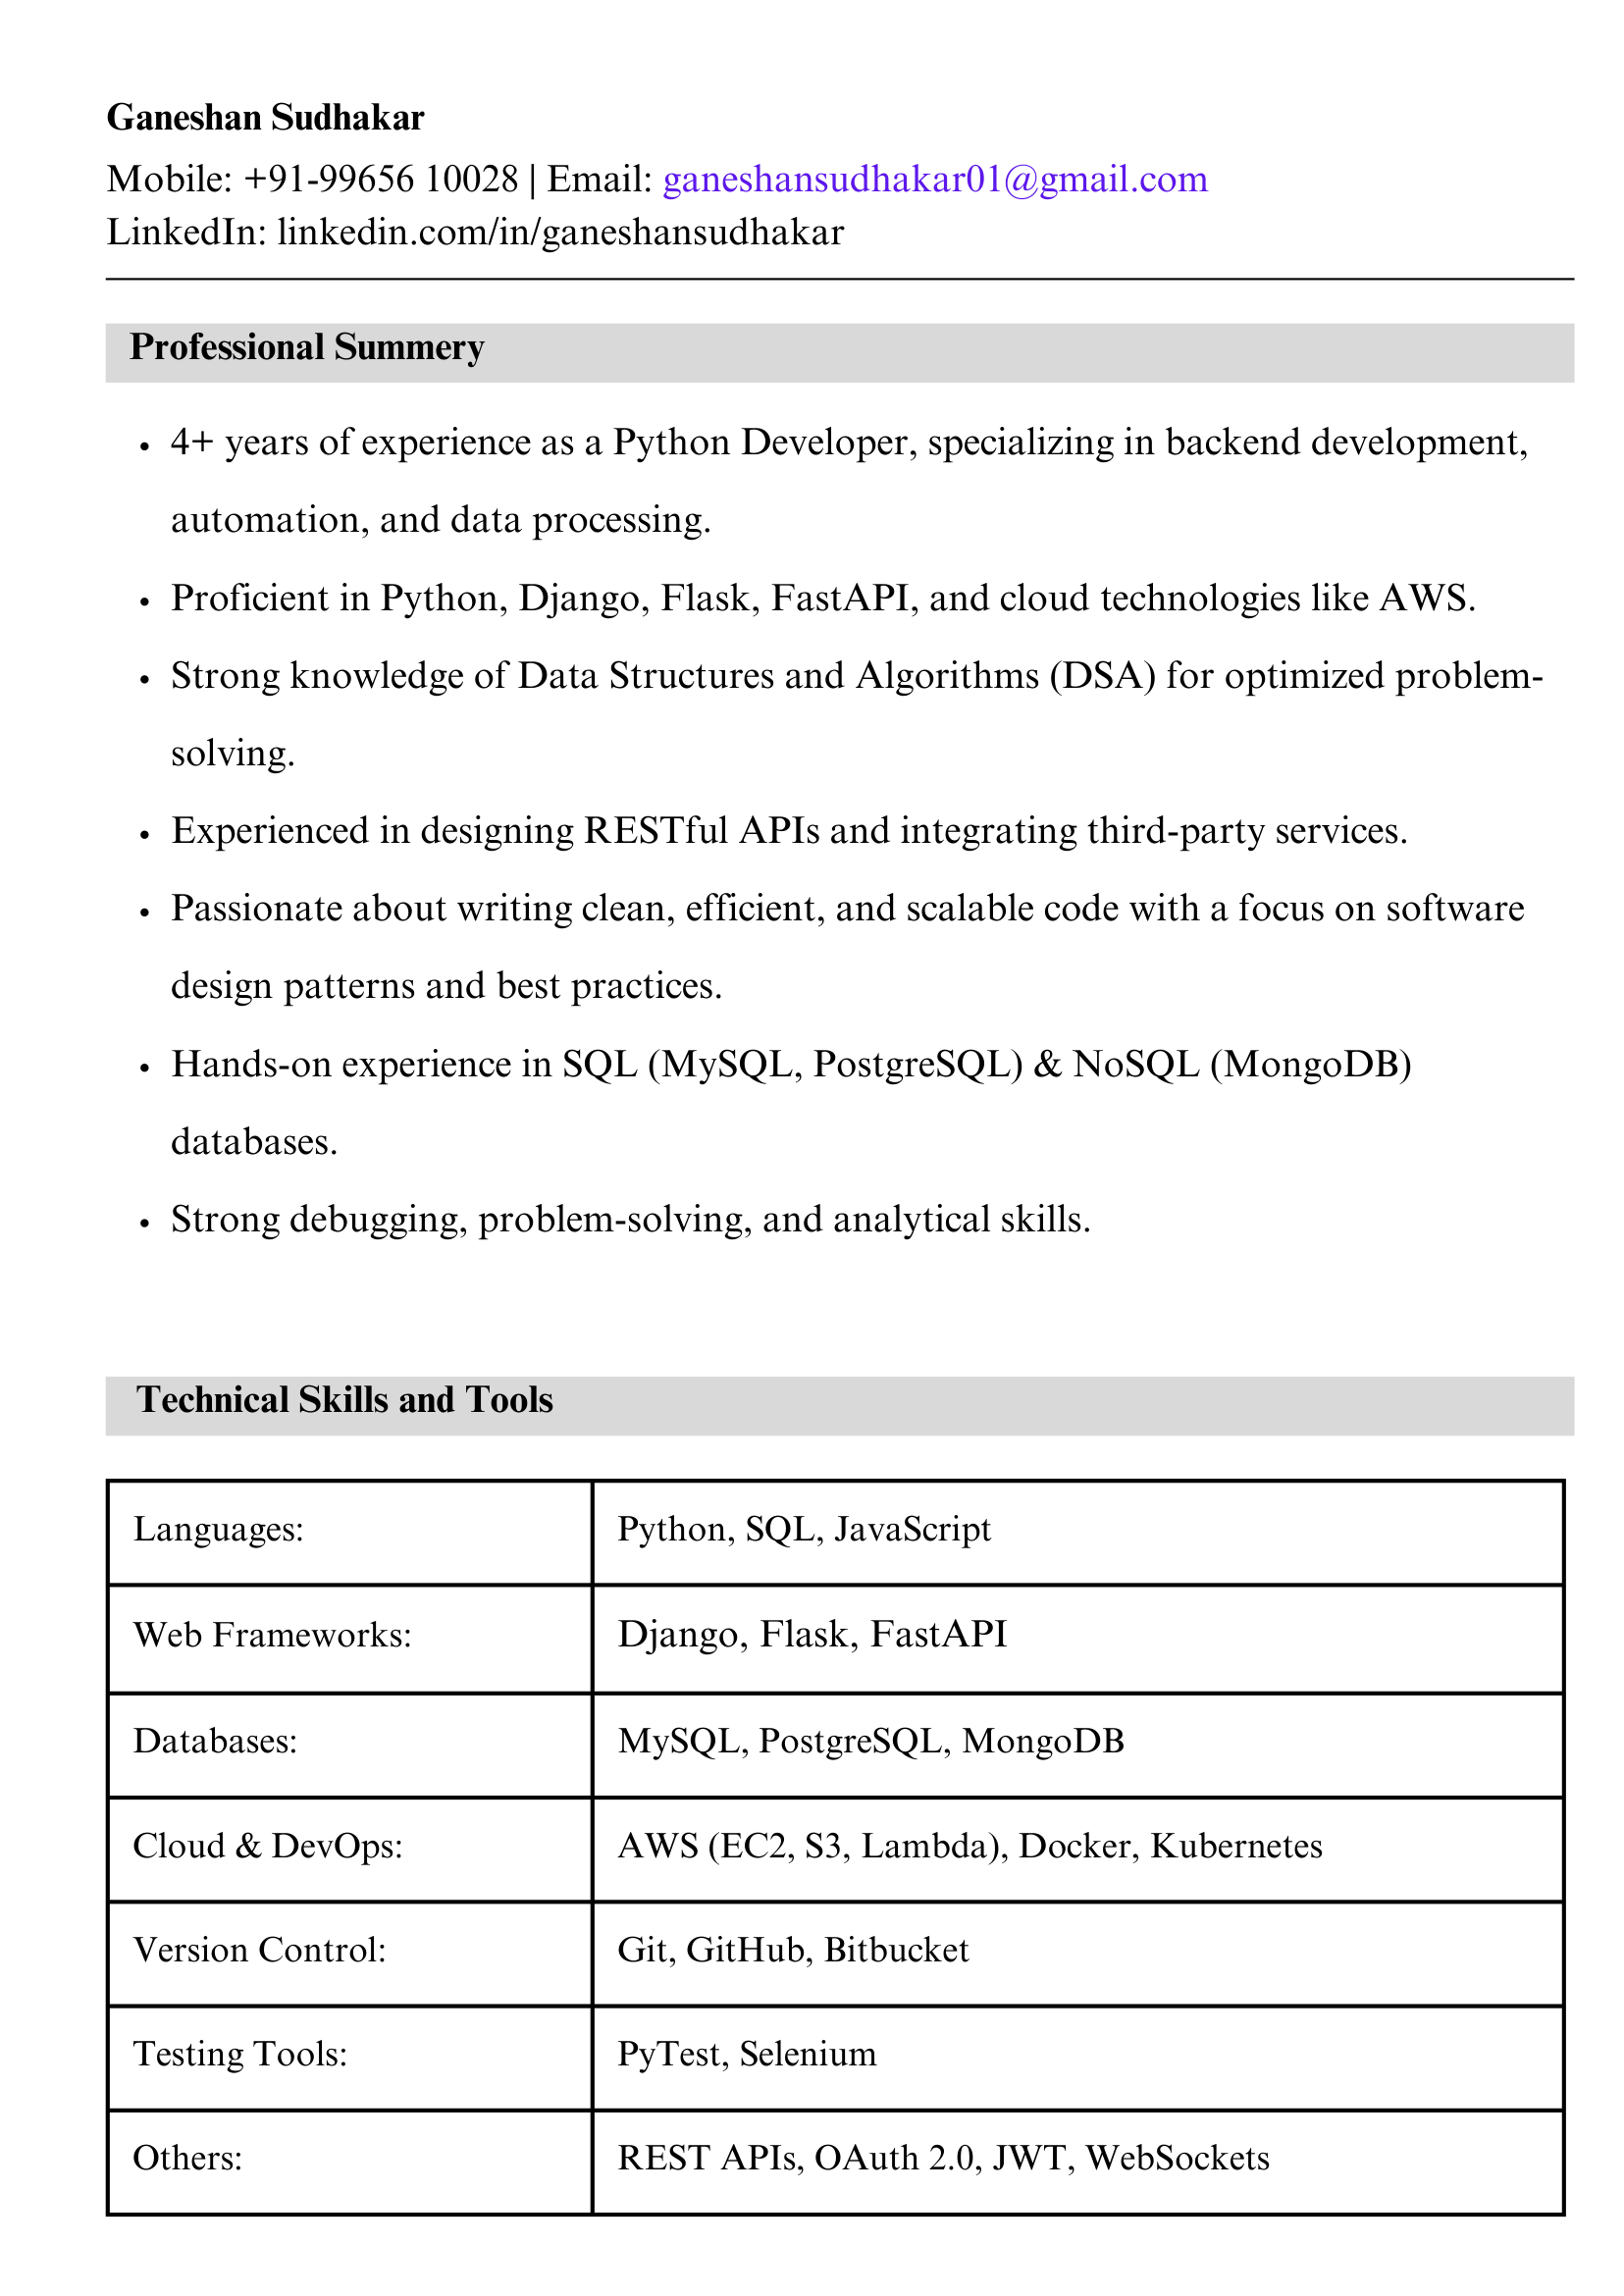 Ganeshan Sudhakar
Mobile: +91-99656 10028 | Email: ganeshansudhakar01@gmail.com
LinkedIn: linkedin.com/in/ganeshansudhakar
Professional Summery
• 4+ years of experience as a Python Developer, specializing in backend development,
automation, and data processing.
• Proficient in Python, Django, Flask, FastAPI, and cloud technologies like AWS.
• Strong knowledge of Data Structures and Algorithms (DSA) for optimized problem-
solving.
• Experienced in designing RESTful APIs and integrating third-party services.
• Passionate about writing clean, efficient, and scalable code with a focus on software
design patterns and best practices.
• Hands-on experience in SQL (MySQL, PostgreSQL) & NoSQL (MongoDB)
databases.
• Strong debugging, problem-solving, and analytical skills.
Technical Skills and Tools
Languages: Python, SQL, JavaScript
Web Frameworks: Django, Flask, FastAPI
Databases: MySQL, PostgreSQL, MongoDB
Cloud & DevOps: AWS (EC2, S3, Lambda), Docker, Kubernetes
Version Control: Git, GitHub, Bitbucket
Testing Tools: PyTest, Selenium
Others: REST APIs, OAuth 2.0, JWT, WebSockets